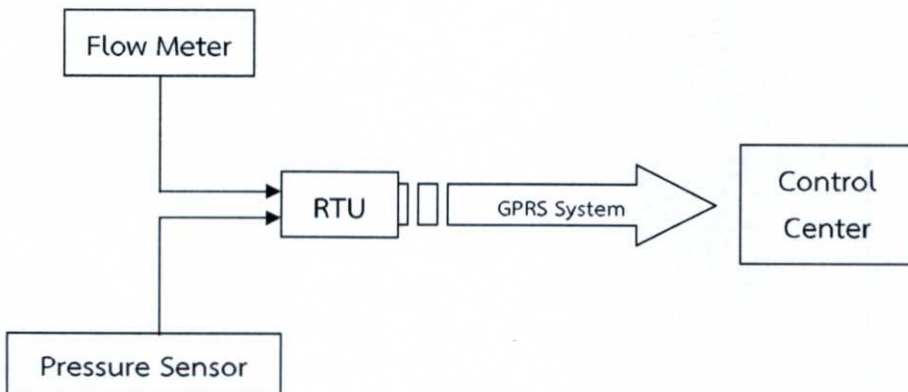 Flow Meter
RTU
GPRS System
Control
Center
Pressure Sensor